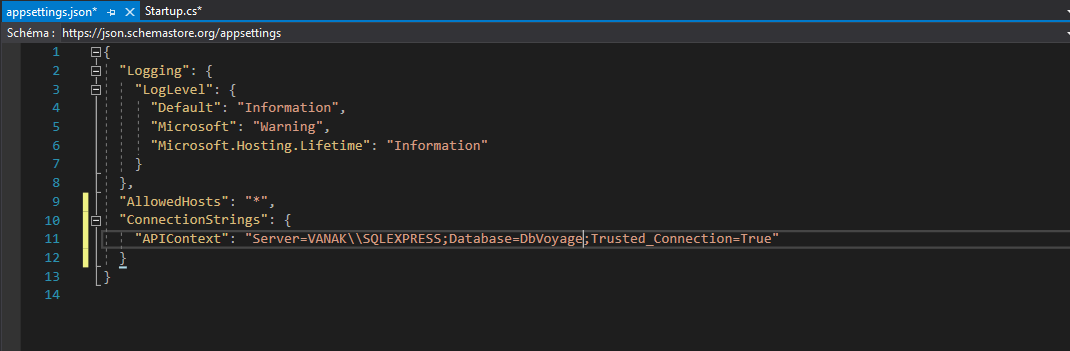 appsettings.json* Startup.cs*
Schéma : https://json.schemastore.org/appsettings
1 {
2 "Logging": {
3 "LogLevel": {
4 "Default": "Information",
5 "Microsoft": "Warning",
6 "Microsoft.Hosting.Lifetime": "Information"
7 }
8 },
9 "AllowedHosts": "*",
10 "ConnectionStrings": {
11 "APIContext": "Server=VANAK\\SQLEXPRESS;Database=DbVoyage;Trusted_Connection=True"
12 }
13 }
14